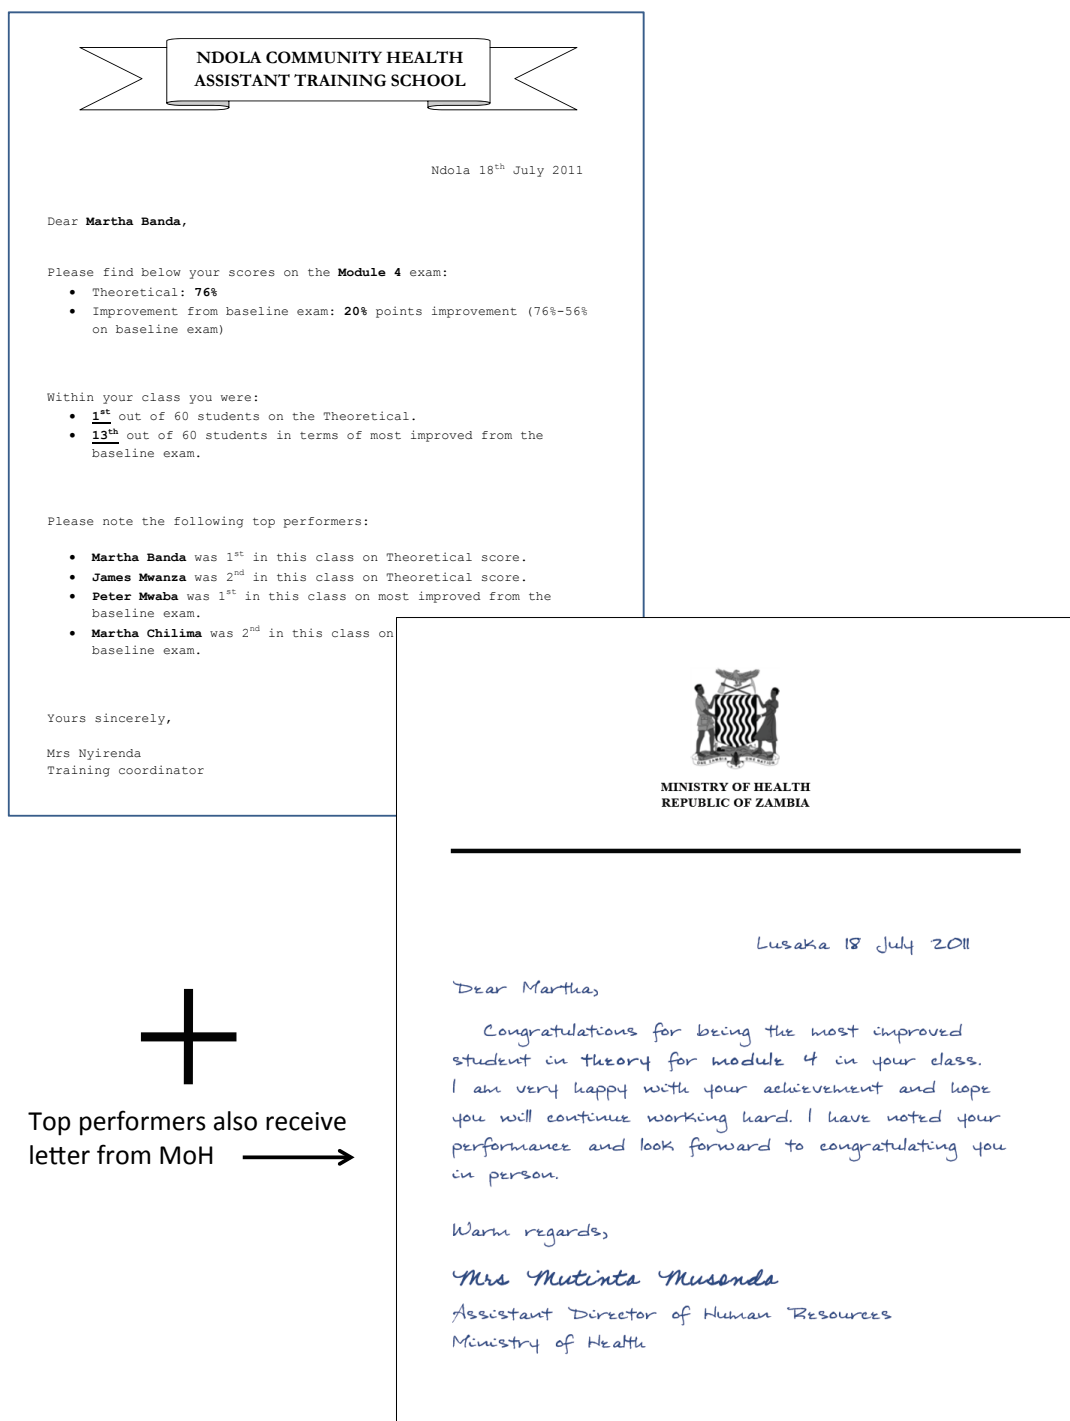 NDOLA COMMUNITY HEALTH
ASSISTANT TRAINING SCHOOL
Ndola 18th July 2011
Dear Martha Banda,
Please find below your scores on the Module 4 exam:
• Theoretical: 76%
• Improvement from baseline exam: 20% points improvement (76%-56%
on baseline exam)
Within your class you were:
• 1st out of 60 students on the Theoretical.
• 13th out of 60 students in terms of most improved from the
baseline exam.
Please note the following top performers:
• Martha Banda was 1st in this class on Theoretical score.
• James Mwanza was 2nd in this class on Theoretical score.
• Peter Mwaba was 1st in this class on most improved from the
baseline exam.
• Martha Chilima was 2nd in this class on
baseline exam.
Yours sincerely,
Mrs Nyirenda
Training coordinator
Top performers also receive
letter from MoH
ONE ZAMBIA ONE NATION
MINISTRY OF HEALTH
REPUBLIC OF ZAMBIA
Lusaka 18 July 2011
Dear Martha,
Congratulations for being the most improved
student in theory for module 4 in your class.
I am very happy with your achievement and hope
you will continue working hard. I have noted your
performance and look forward to congratulating you
in person.
Warm regards,
Mrs Mutinta Musonda
Assistant Director of Human Resources
Ministry of Health